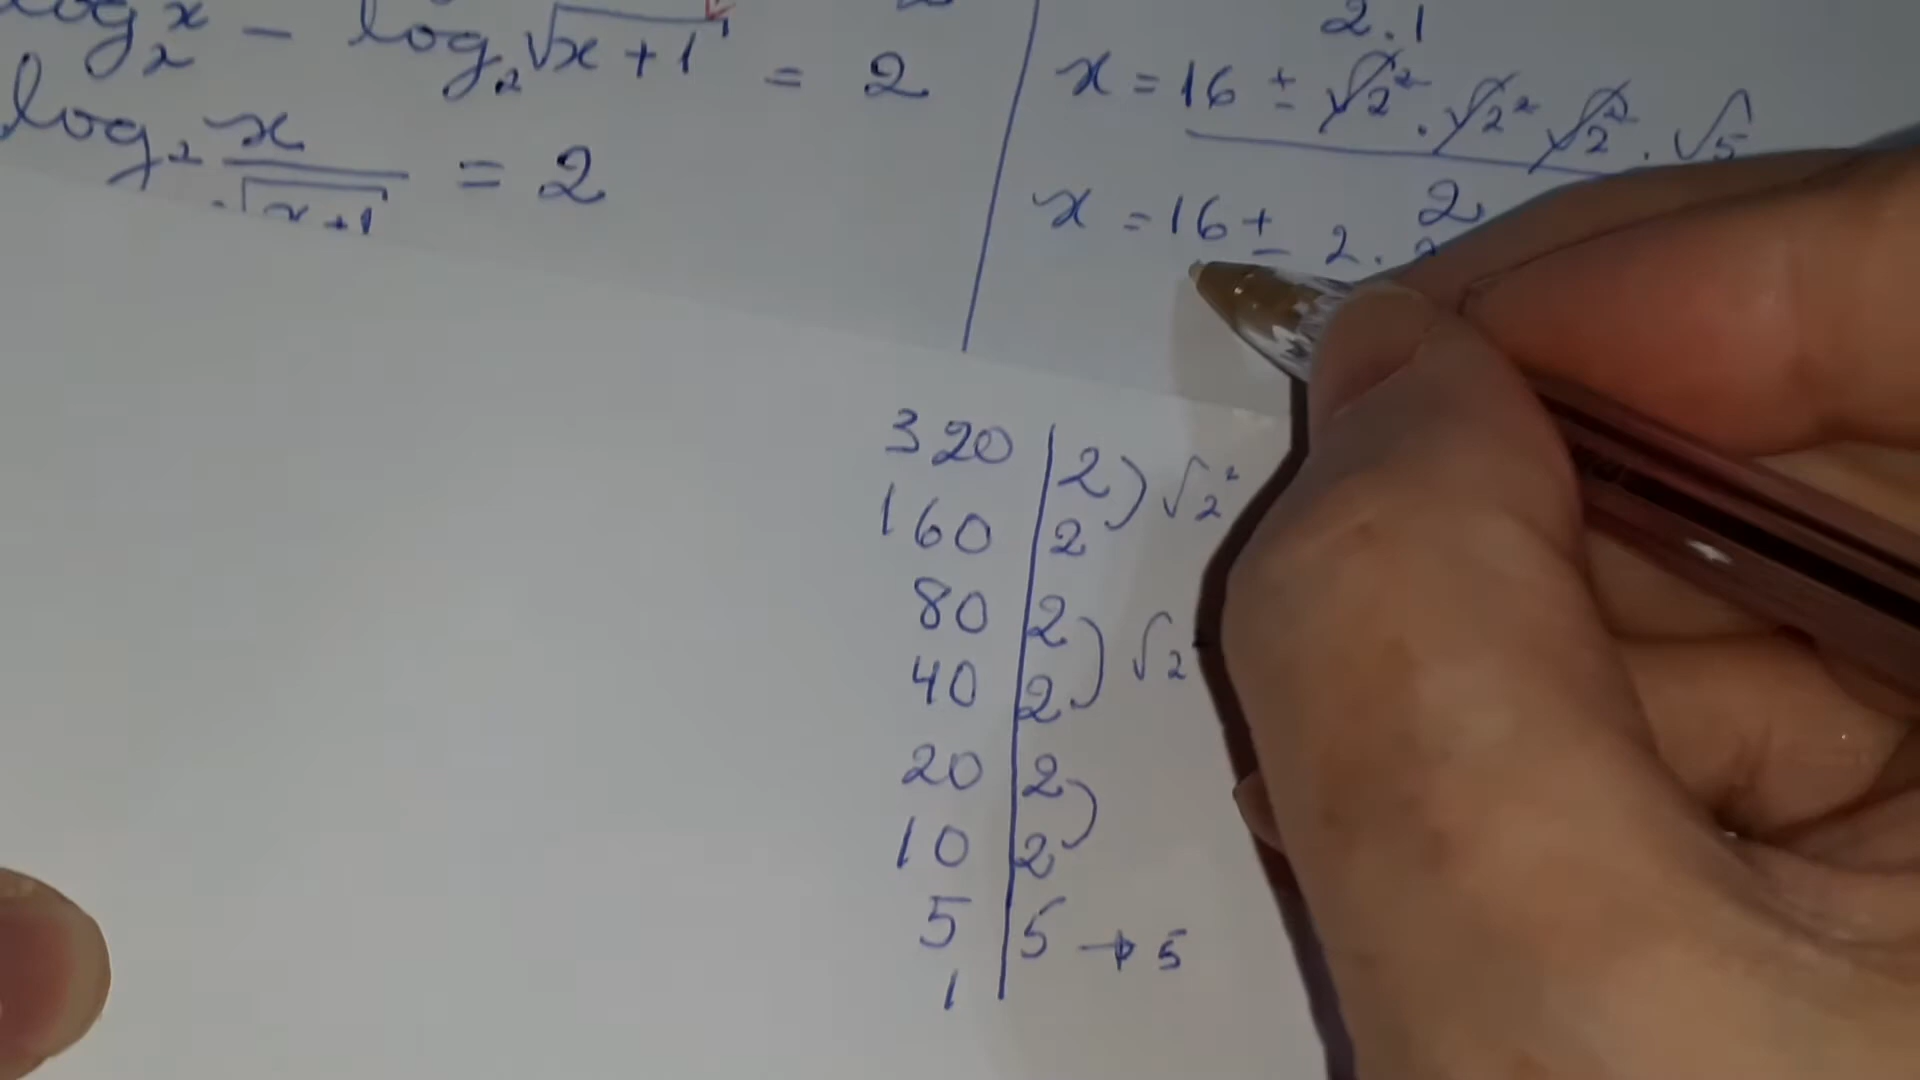 log₂ x − log₂ √x+1 = 2
log₂ x/√x+1 = 2
2.1
x = 16 ± √2² . √2² √2² . √5
2
x = 16 ± 2 .
320 | 2 ) √2²
160 | 2
80 | 2 ) √2
40 | 2
20 | 2 )
10 | 2
5 | 5 → 5
1